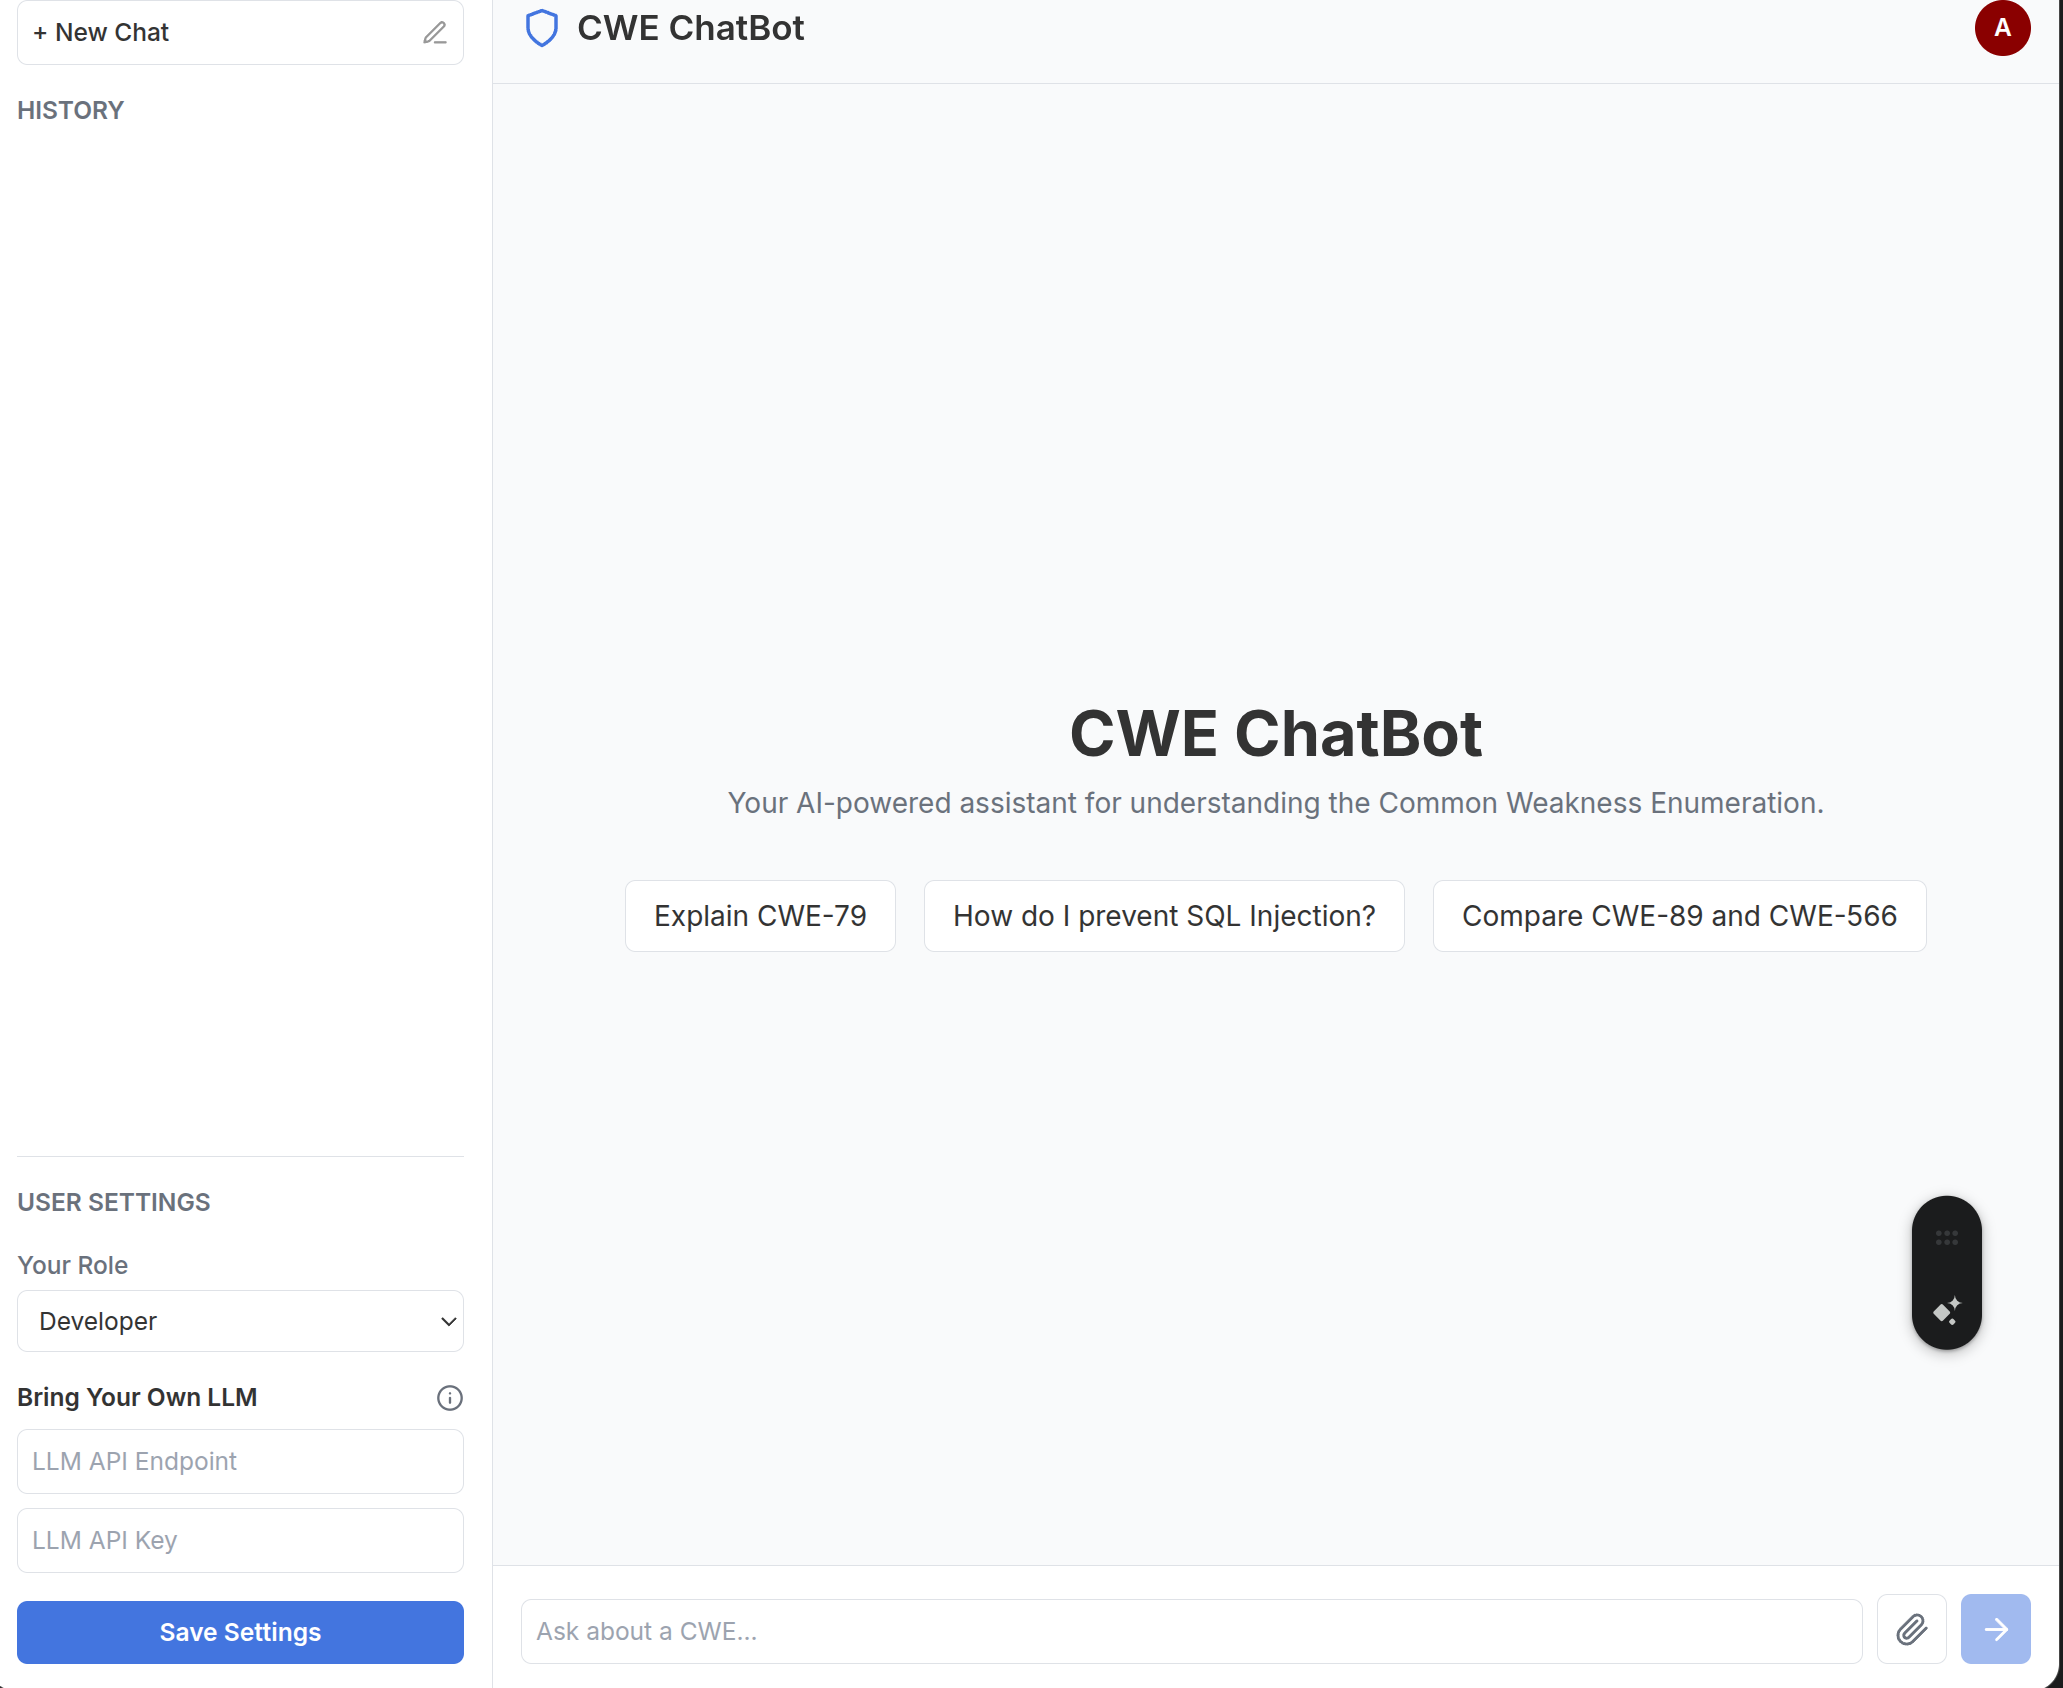 + New Chat
HISTORY
USER SETTINGS
Your Role
Developer
Bring Your Own LLM
LLM API Endpoint
LLM API Key
Save Settings
CWE ChatBot
A
CWE ChatBot
Your AI-powered assistant for understanding the Common Weakness Enumeration.
Explain CWE-79
How do I prevent SQL Injection?
Compare CWE-89 and CWE-566
Ask about a CWE...